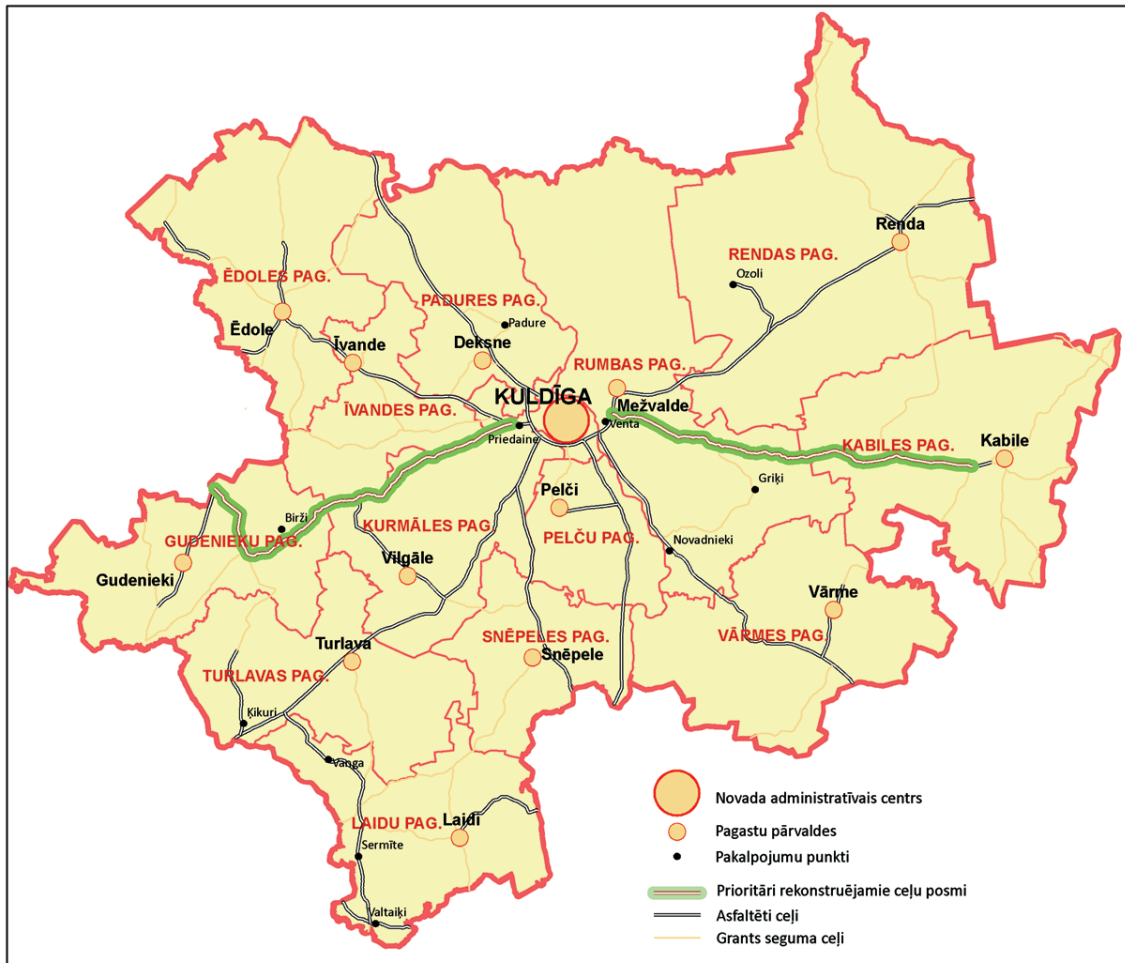 Renda
RENDAS PAG.
Ozoli
ĒDOLES PAG.
PADURES PAG.
Padure
Ēdole
Īvande
Deksne
RUMBAS PAG.
KULDĪGA
Mežvalde
ĪVANDES PAG.
Priedaine
Venta
KABILES PAG.
Kabile
Griķi
Pelči
Birži
KURMĀLES PAG.
PELČU PAG.
GUDENIEKU PAG.
Novadnieki
Vilgāle
Gudenieki
Vārme
SNĒPELES PAG.
VĀRMES PAG.
Turlava
Snēpele
TURLAVAS PAG.
Ķikuri
Vanga
LAIDU PAG.
Laidi
Sermīte
Valtaiķi
Novada administratīvais centrs
Pagastu pārvaldes
Pakalpojumu punkti
Prioritāri rekonstruējamie ceļu posmi
Asfaltēti ceļi
Grants seguma ceļi